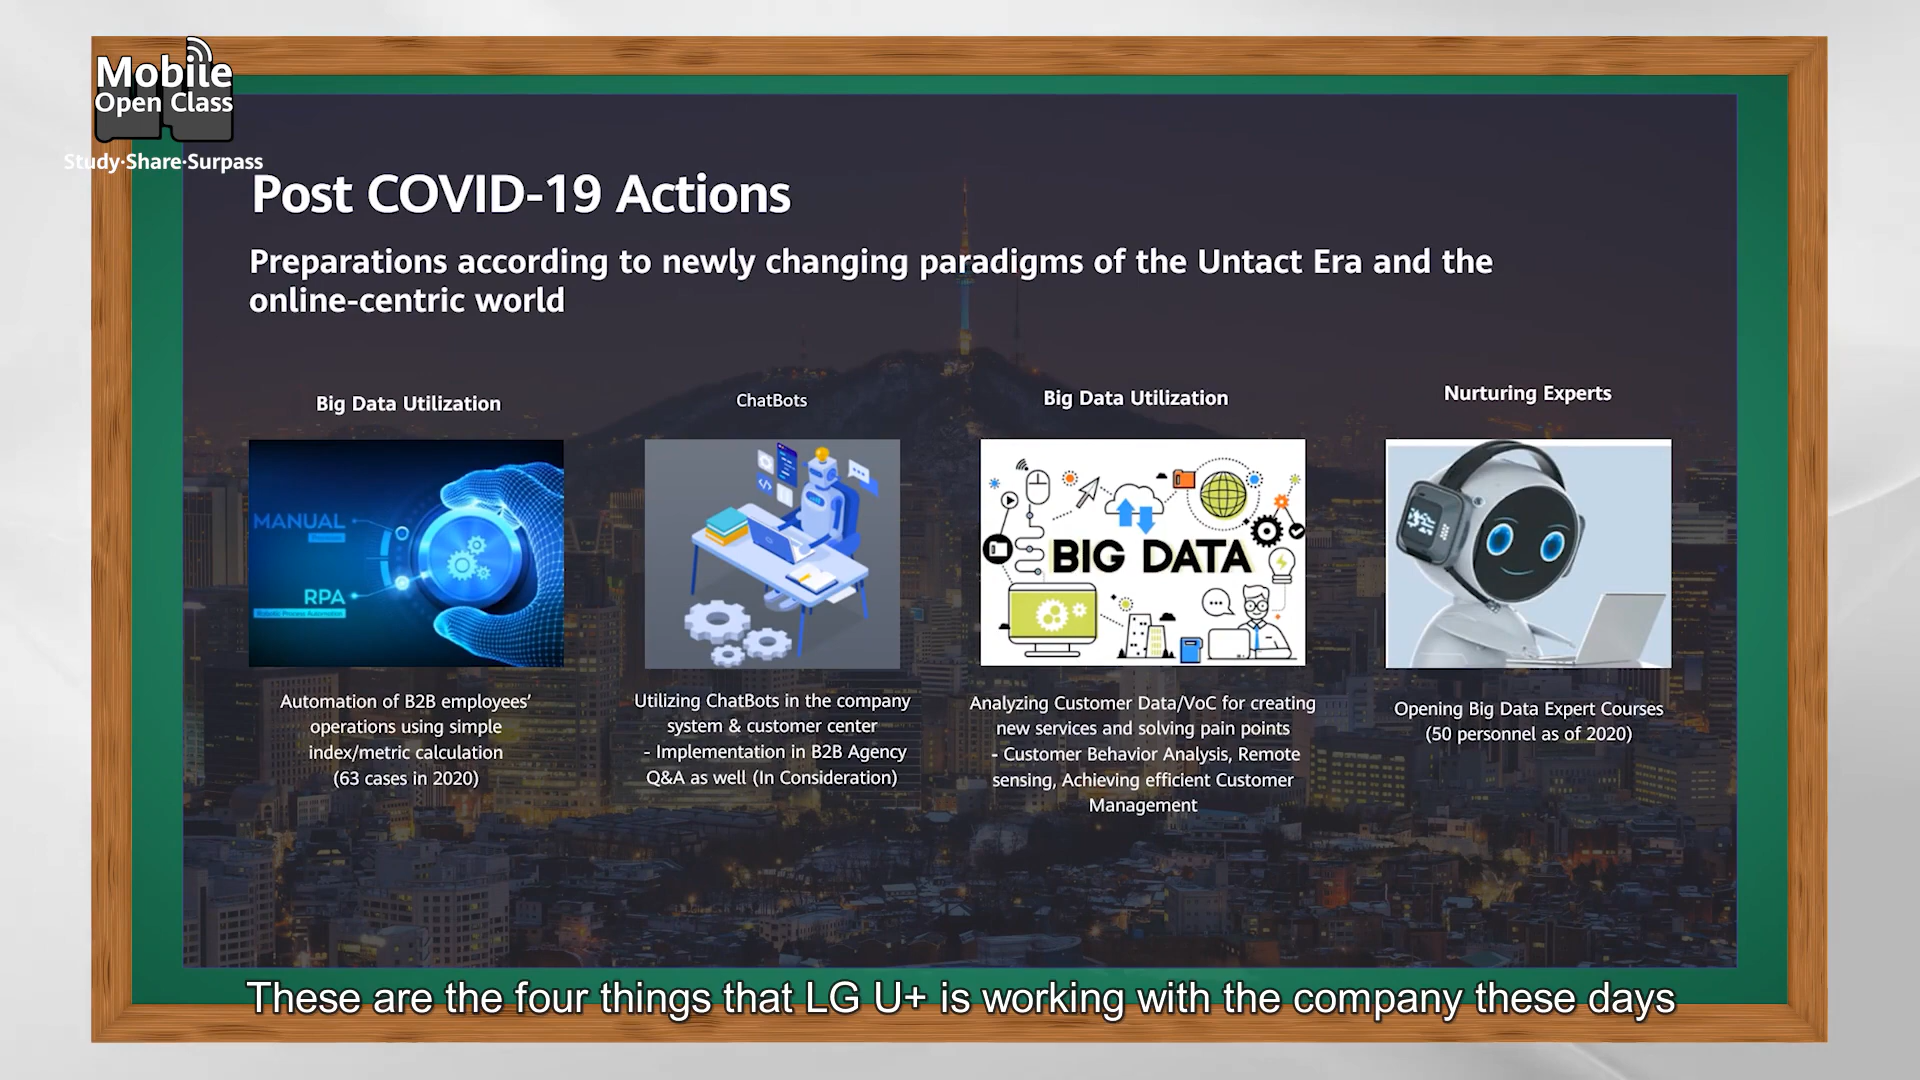 Mobile
Open Class
Study·Share·Surpass
Post COVID-19 Actions
Preparations according to newly changing paradigms of the Untact Era and the
online-centric world
Big Data Utilization
MANUAL
RPA
Robotic Process Automation
Automation of B2B employees’
operations using simple
index/metric calculation
(63 cases in 2020)
ChatBots
Utilizing ChatBots in the company
system & customer center
- Implementation in B2B Agency
Q&A as well (In Consideration)
Big Data Utilization
BIG DATA
Analyzing Customer Data/VoC for creating
new services and solving pain points
- Customer Behavior Analysis, Remote
sensing, Achieving efficient Customer
Management
Nurturing Experts
Opening Big Data Expert Courses
(50 personnel as of 2020)
These are the four things that LG U+ is working with the company these days